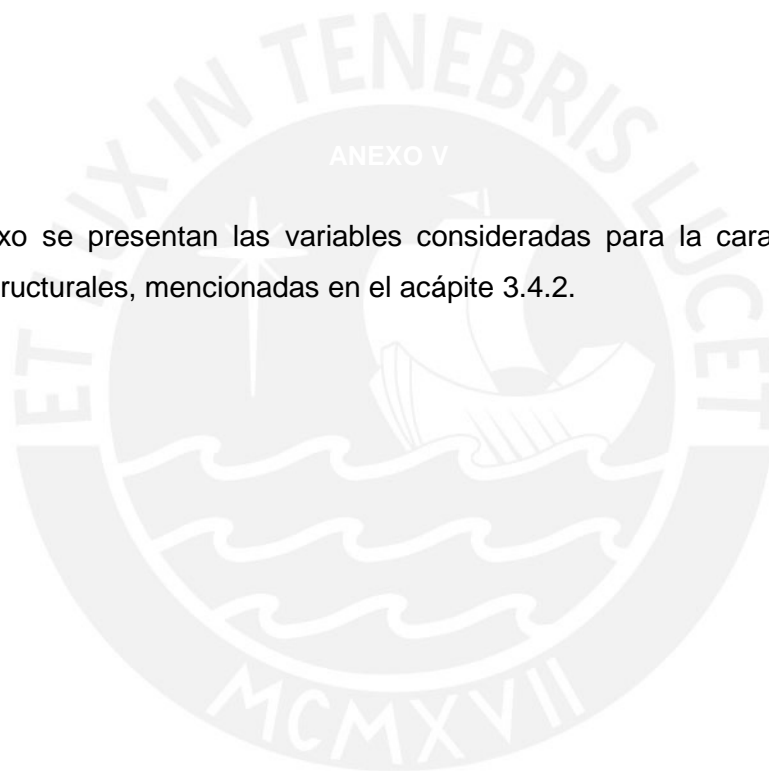 ET LUX IN TENEBRIS LUCET
ANEXO V
xo se presentan las variables consideradas para la cara
ructurales, mencionadas en el acápite 3.4.2.
MCMXVII